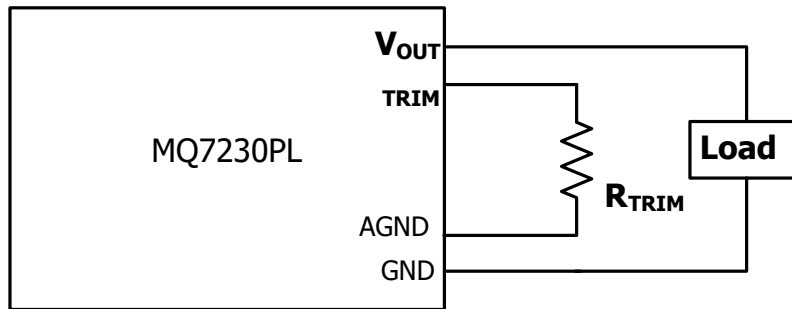 VOUT
TRIM
MQ7230PL
Load
RTRIM
AGND
GND